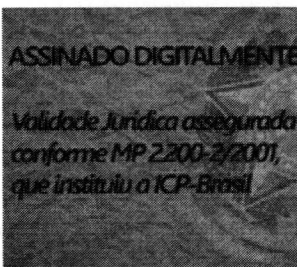 ASSINADO DIGITALMENTE
Validade Jurídica assegurada
conforme MP 2.200-2/2001,
que instituiu a ICP-Brasil